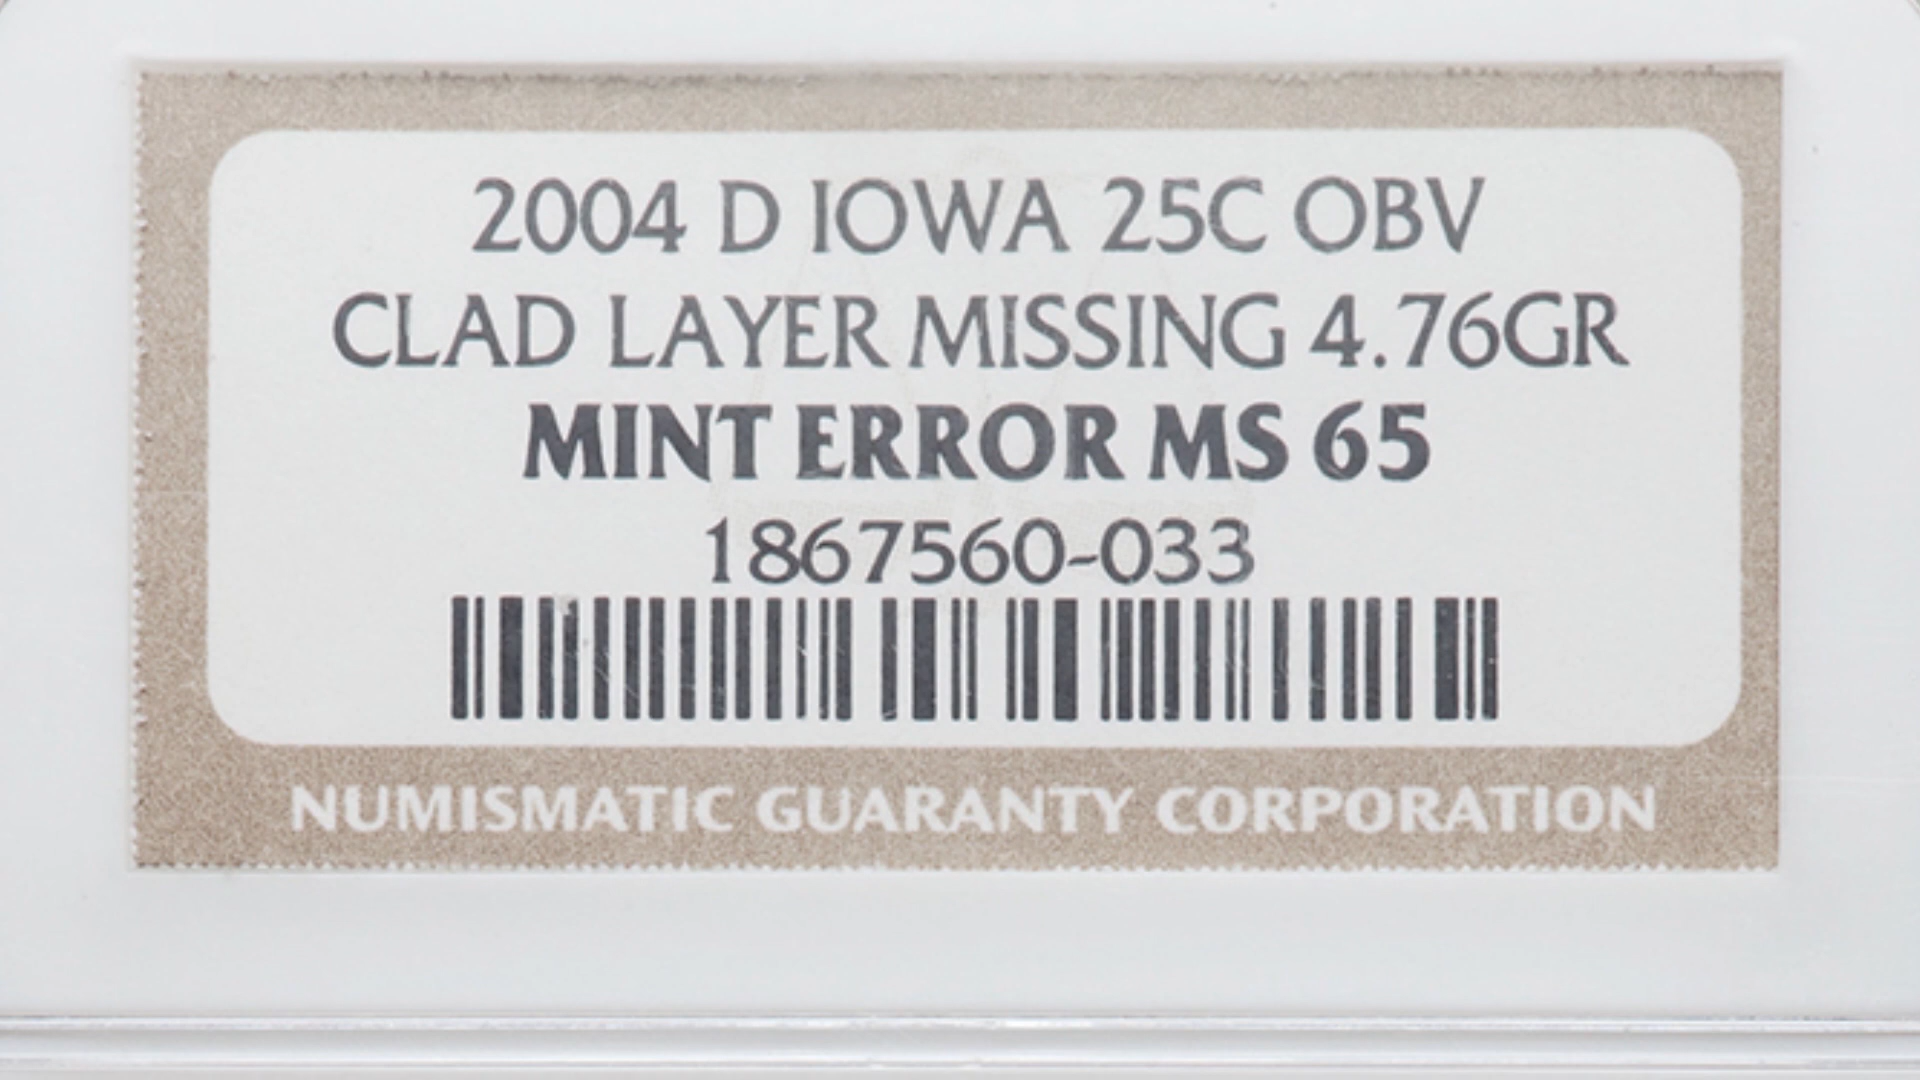 2004 D IOWA 25C OBV
CLAD LAYER MISSING 4.76GR
MINT ERROR MS 65
1867560-033
NUMISMATIC GUARANTY CORPORATION